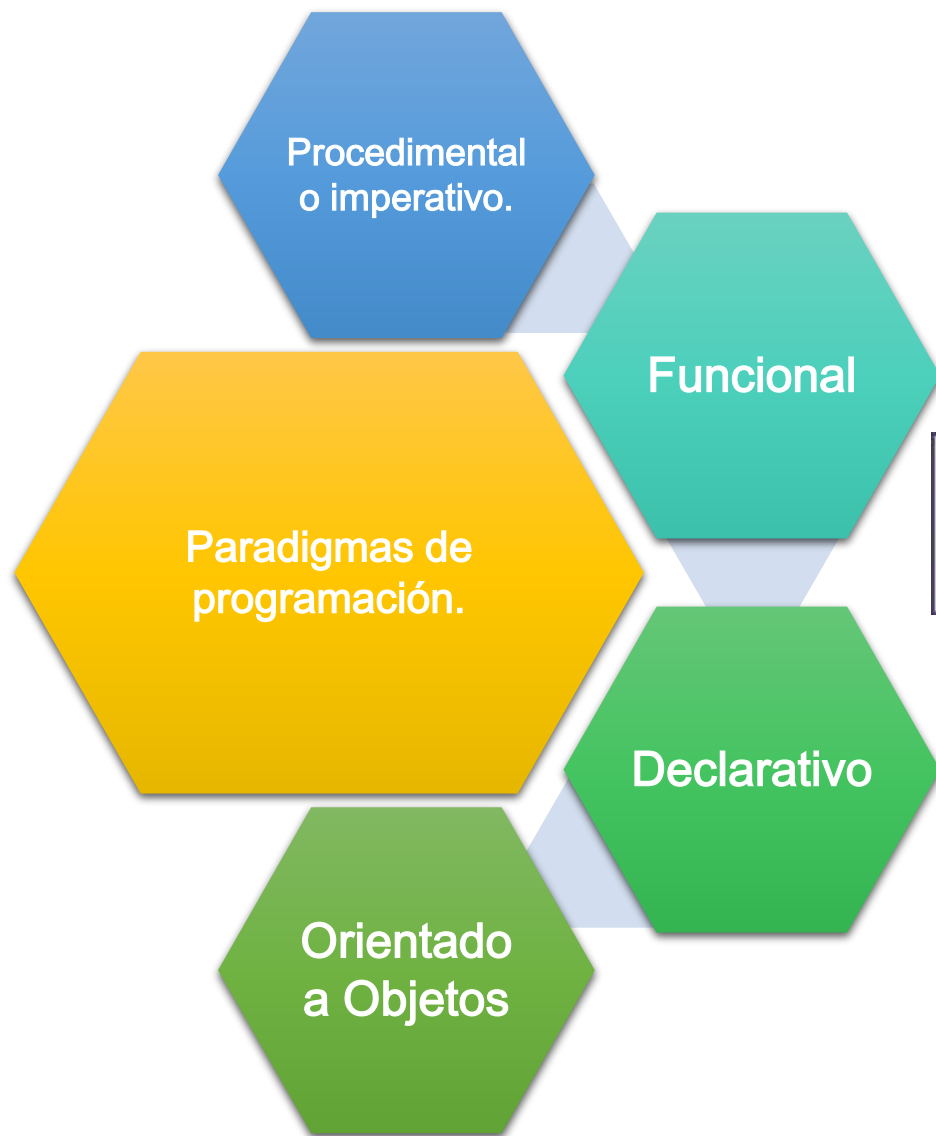 Procedimental
o imperativo.
Funcional
Paradigmas de
programación.
Declarativo
Orientado
a Objetos